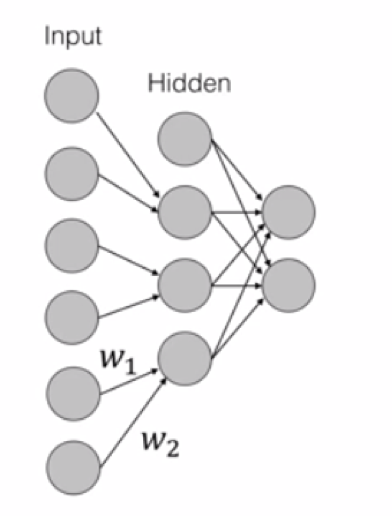 Input
Hidden
w₁
w₂